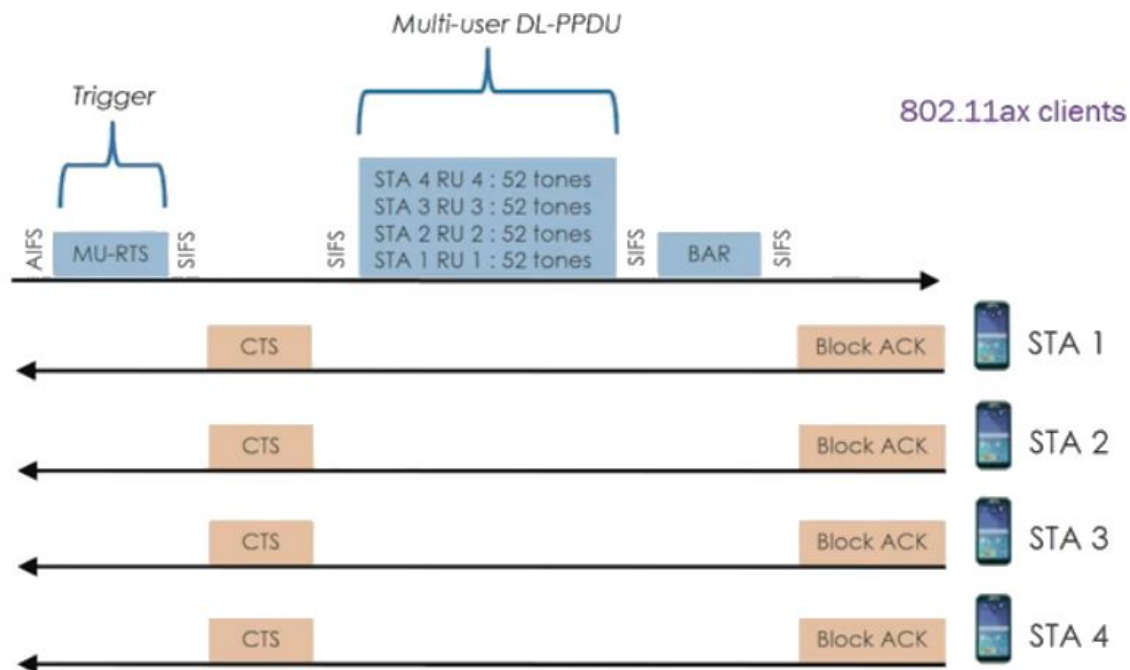 Multi-user DL-PPDU
Trigger
802.11ax clients
STA 4 RU 4 : 52 tones
STA 3 RU 3 : 52 tones
STA 2 RU 2 : 52 tones
STA 1 RU 1 : 52 tones
AIFS
MU-RTS
SIFS
SIFS
SIFS
BAR
SIFS
CTS
Block ACK
STA 1
CTS
Block ACK
STA 2
CTS
Block ACK
STA 3
CTS
Block ACK
STA 4